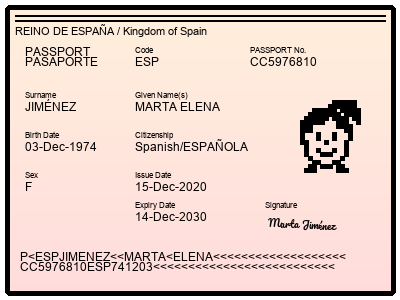 REINO DE ESPAÑA / Kingdom of Spain
PASSPORT Code PASSPORT No.
PASAPORTE ESP CC5976810
Surname Given Name(s)
JIMÉNEZ MARTA ELENA
Birth Date Citizenship
03-Dec-1974 Spanish/ESPAÑOLA
Sex Issue Date
F 15-Dec-2020
Expiry Date Signature
14-Dec-2030 Marta Jiménez
P<ESPJIMENEZ<<MARTA<ELENA<<<<<<<<<<<<<<<<<<<
CC5976810ESP741203<<<<<<<<<<<<<<<<<<<<<<<<<<